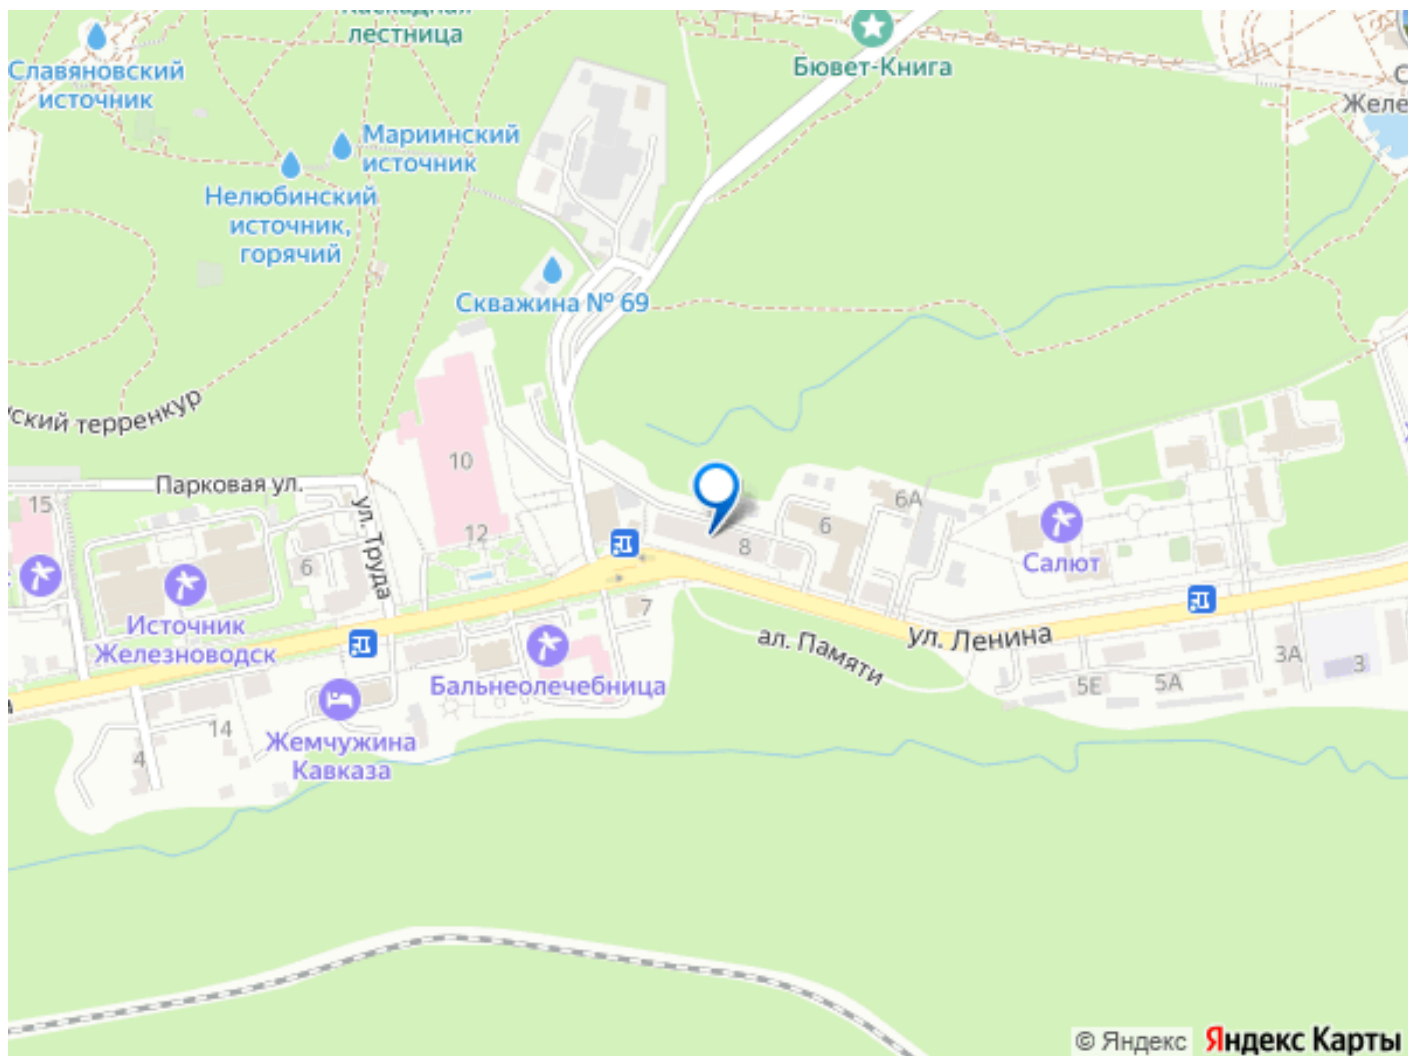 лестница
Славяновский
источник
Бювет-Книга
Желе
Мариинский
источник
Нелюбинский
источник,
горячий
Скважина № 69
ский терренкур
Парковая ул.
ул. Труда
15
10
12
6
6А
6
8
Салют
Источник
Железноводск
7
ал. Памяти
ул. Ленина
Бальнеолечебница
3А
3
5Е
5А
14
4
Жемчужина
Кавказа
© Яндекс Яндекс Карты